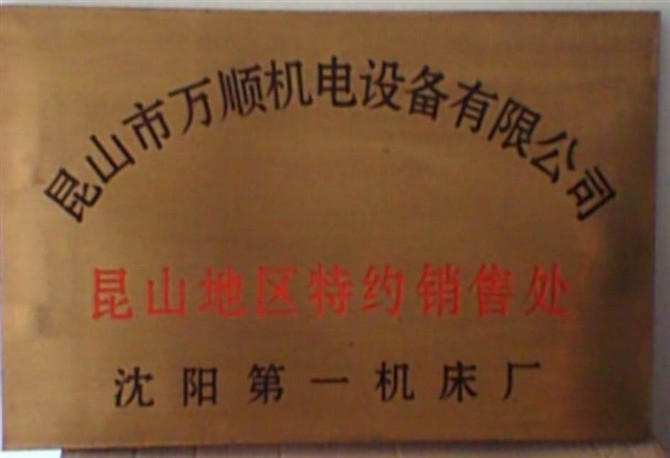 昆山市万顺机电设备有限公司
昆山地区特约销售处
沈阳第一机床厂